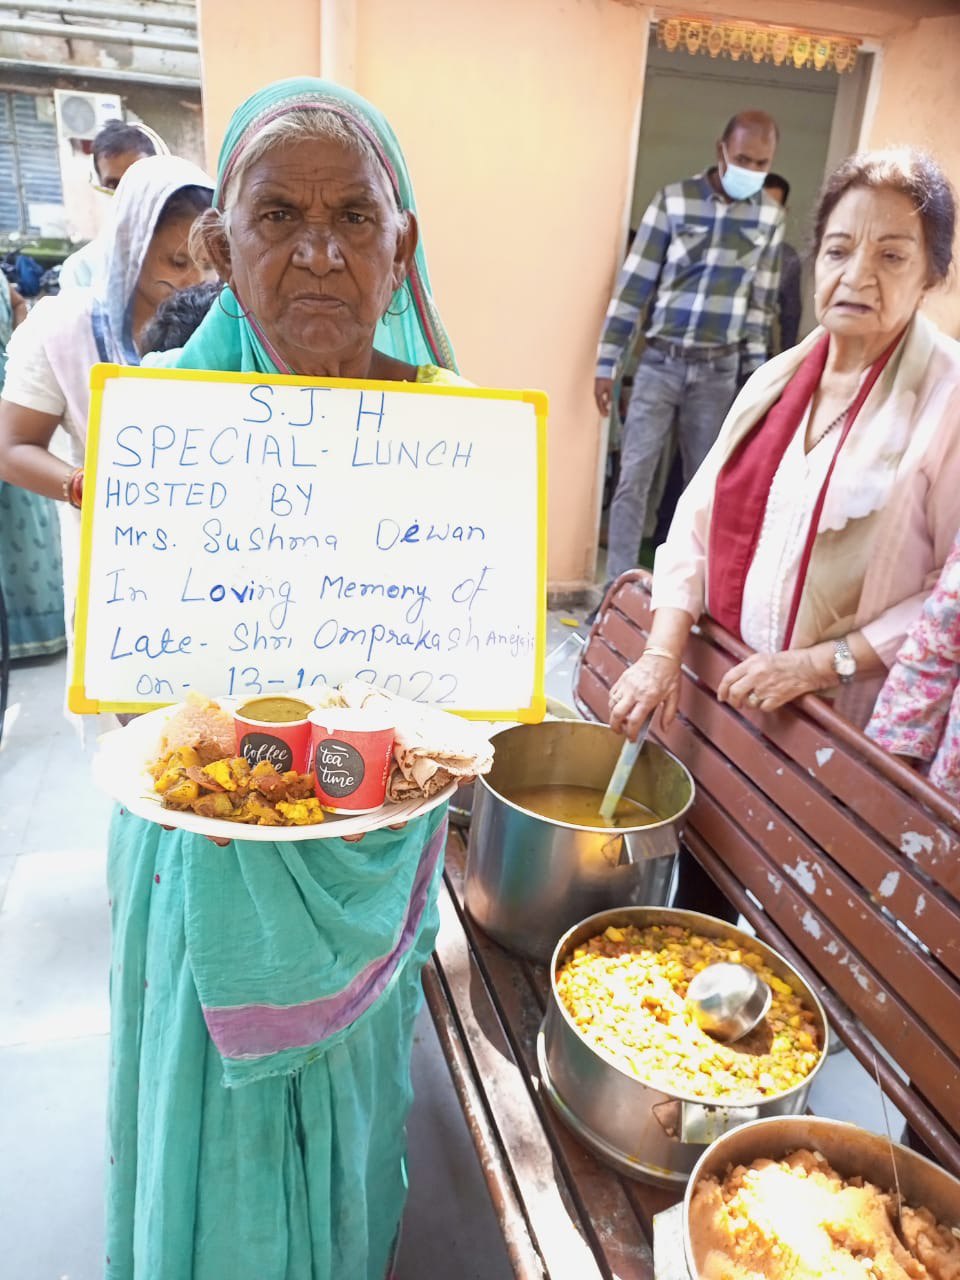 S. J. H
SPECIAL- LUNCH
HOSTED BY
Mrs. Sushma Dewan
In Loving Memory of
Late- Shri Omprakash Anejaji
on- 13-10-2022
Coffee time
tea
time